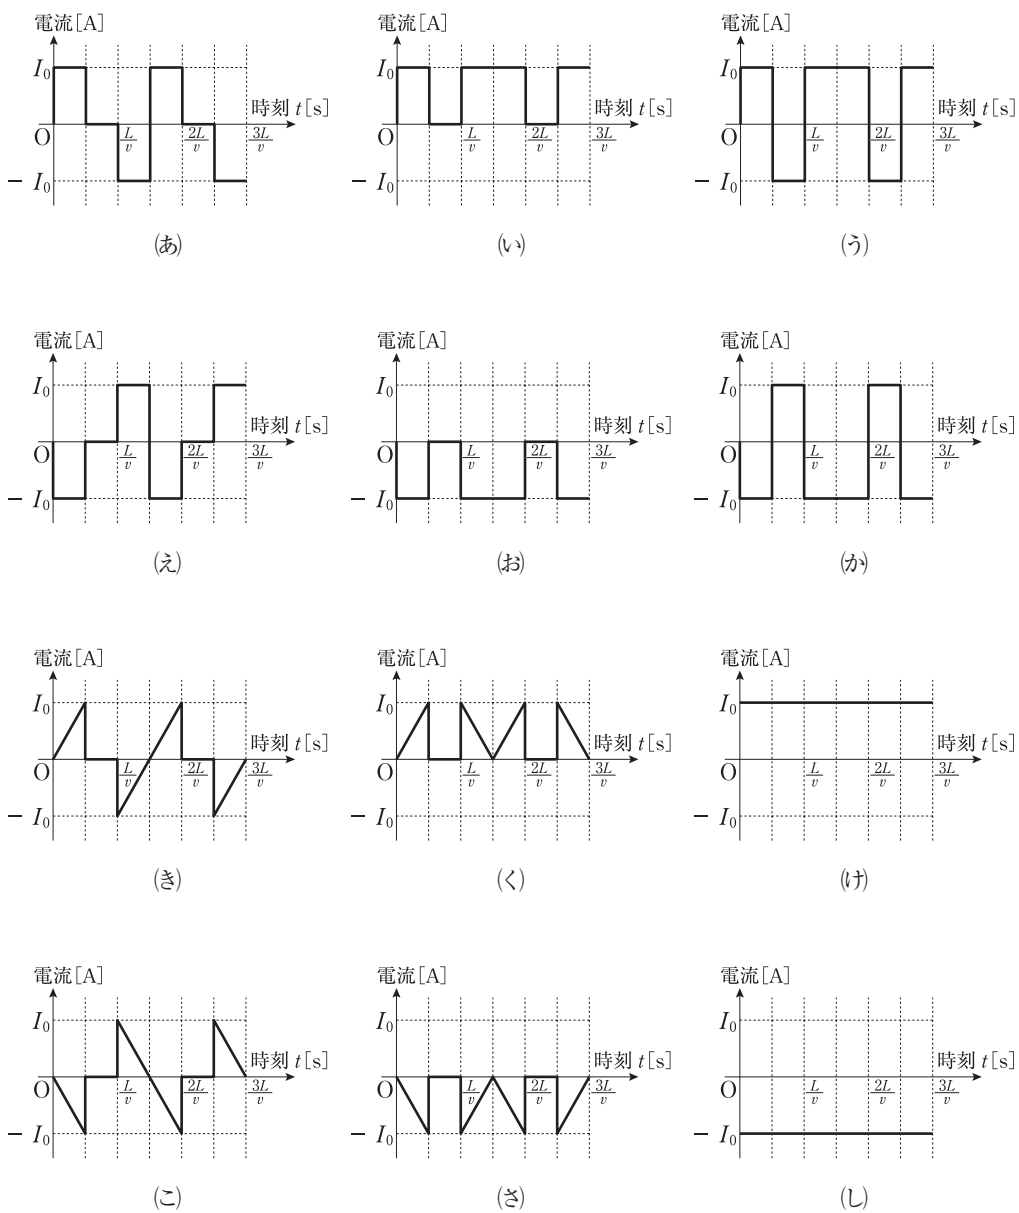 電流[A] 電流[A] 電流[A]
I₀ I₀ I₀
時刻 t[s] 時刻 t[s] 時刻 t[s]
O L/v 2L/v 3L/v O L/v 2L/v 3L/v O L/v 2L/v 3L/v
− I₀ − I₀ − I₀
(あ) (い) (う)
電流[A] 電流[A] 電流[A]
I₀ I₀ I₀
時刻 t[s] 時刻 t[s] 時刻 t[s]
O L/v 2L/v 3L/v O L/v 2L/v 3L/v O L/v 2L/v 3L/v
− I₀ − I₀ − I₀
(え) (お) (か)
電流[A] 電流[A] 電流[A]
I₀ I₀ I₀
時刻 t[s] 時刻 t[s] 時刻 t[s]
O L/v 2L/v 3L/v O L/v 2L/v 3L/v O L/v 2L/v 3L/v
− I₀ − I₀ − I₀
(き) (く) (け)
電流[A] 電流[A] 電流[A]
I₀ I₀ I₀
時刻 t[s] 時刻 t[s] 時刻 t[s]
O L/v 2L/v 3L/v O L/v 2L/v 3L/v O L/v 2L/v 3L/v
− I₀ − I₀ − I₀
(こ) (さ) (し)